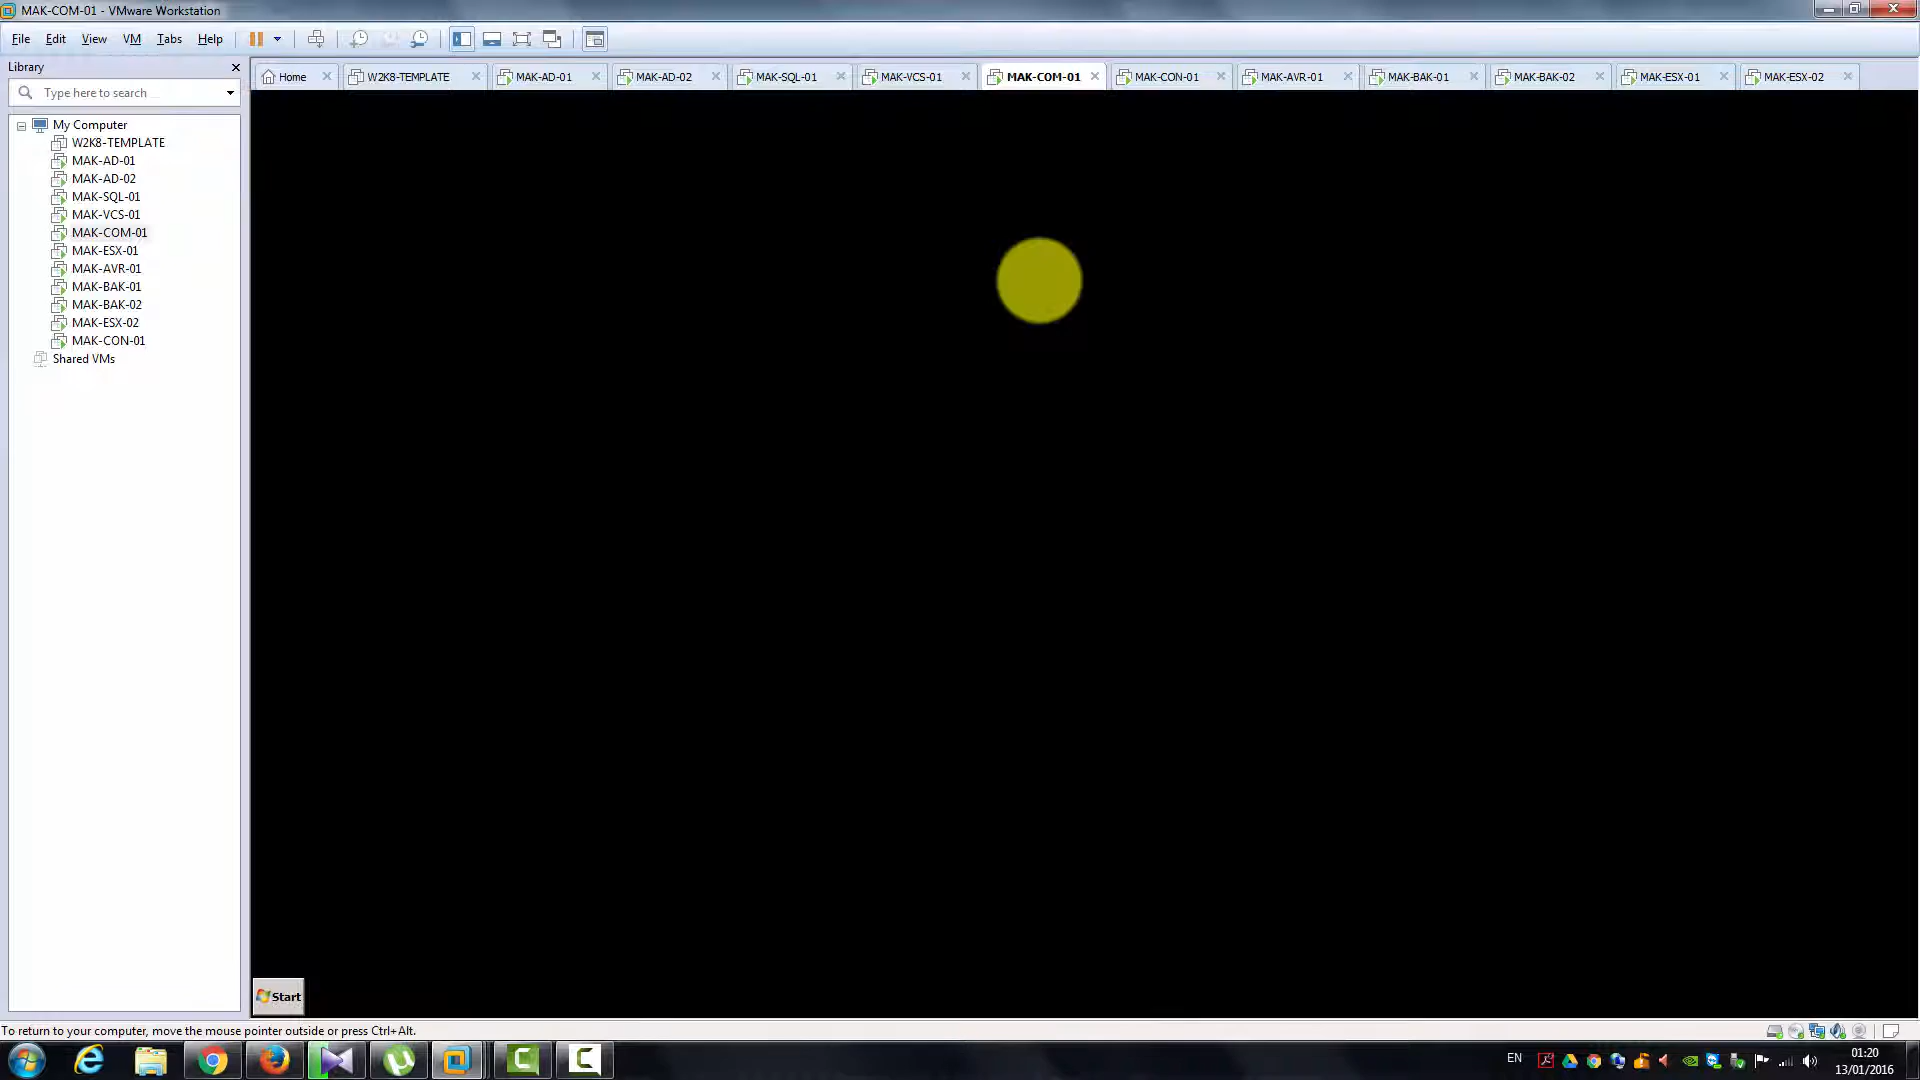 MAK-COM-01 - VMware Workstation
File Edit View VM Tabs Help
Library
Type here to search
Home
W2K8-TEMPLATE
MAK-AD-01
MAK-AD-02
MAK-SQL-01
MAK-VCS-01
MAK-COM-01
MAK-CON-01
MAK-AVR-01
MAK-BAK-01
MAK-BAK-02
MAK-ESX-01
MAK-ESX-02
My Computer
W2K8-TEMPLATE
MAK-AD-01
MAK-AD-02
MAK-SQL-01
MAK-VCS-01
MAK-COM-01
MAK-ESX-01
MAK-AVR-01
MAK-BAK-01
MAK-BAK-02
MAK-ESX-02
MAK-CON-01
Shared VMs
Start
To return to your computer, move the mouse pointer outside or press Ctrl+Alt.
EN
01:20
13/01/2016